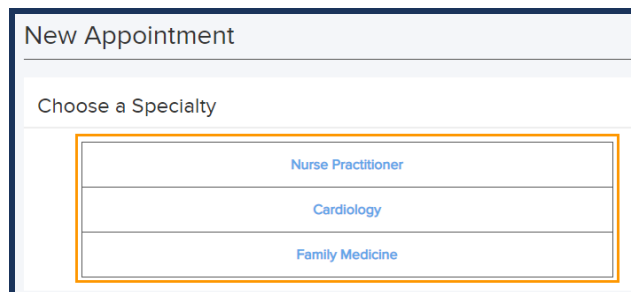 New Appointment
Choose a Specialty
Nurse Practitioner
Cardiology
Family Medicine